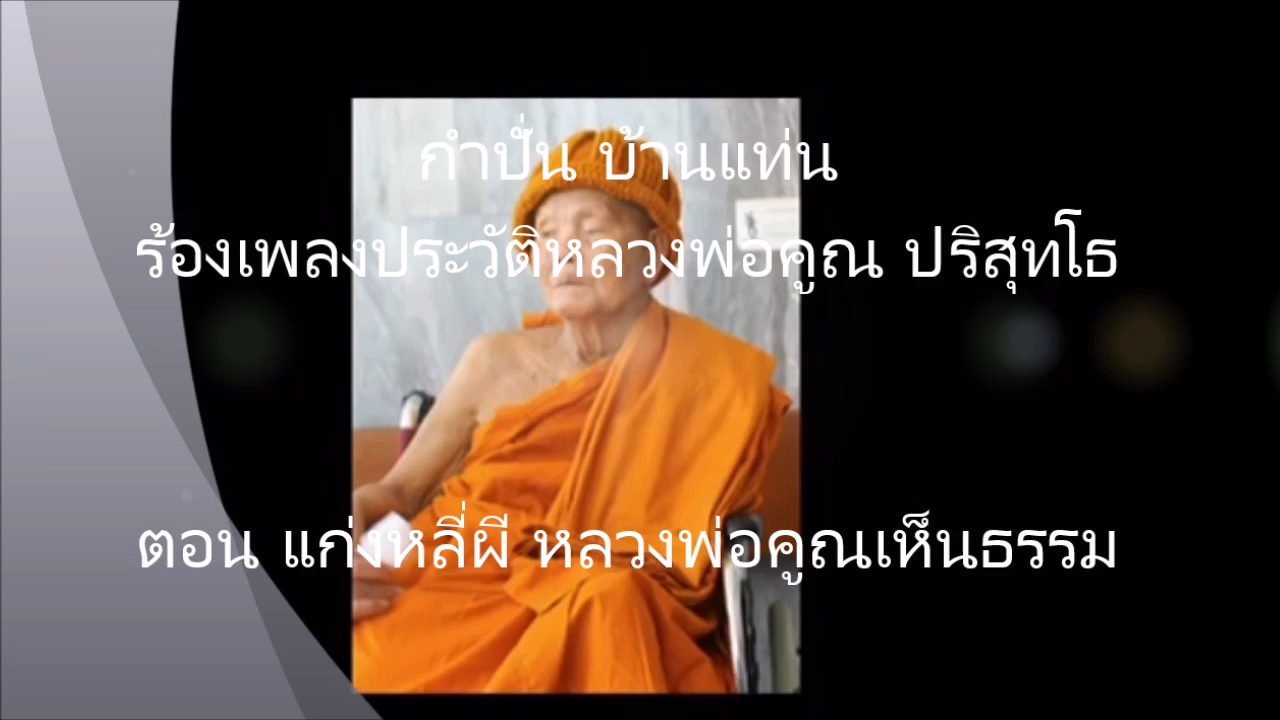 กำปั่น บ้านแท่น
ร้องเพลงประวัติหลวงพ่อคูณ ปริสุทโธ
ตอน แก่งหลี่ผี หลวงพ่อคูณเห็นธรรม